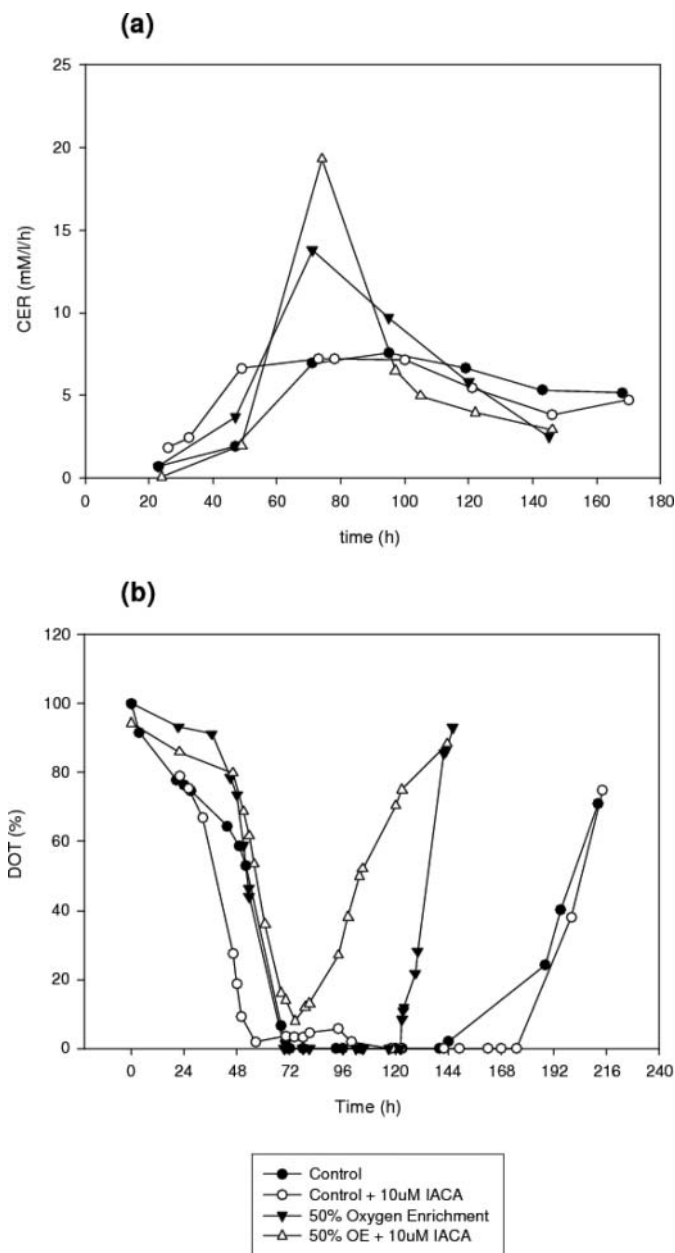 (a)
25
20
15
10
5
0
CER (mM/l/h)
0 20 40 60 80 100 120 140 160 180
time (h)
(b)
120
100
80
60
40
20
0
DOT (%)
0 24 48 72 96 120 144 168 192 216 240
Time (h)
Control
Control + 10uM IACA
50% Oxygen Enrichment
50% OE + 10uM IACA